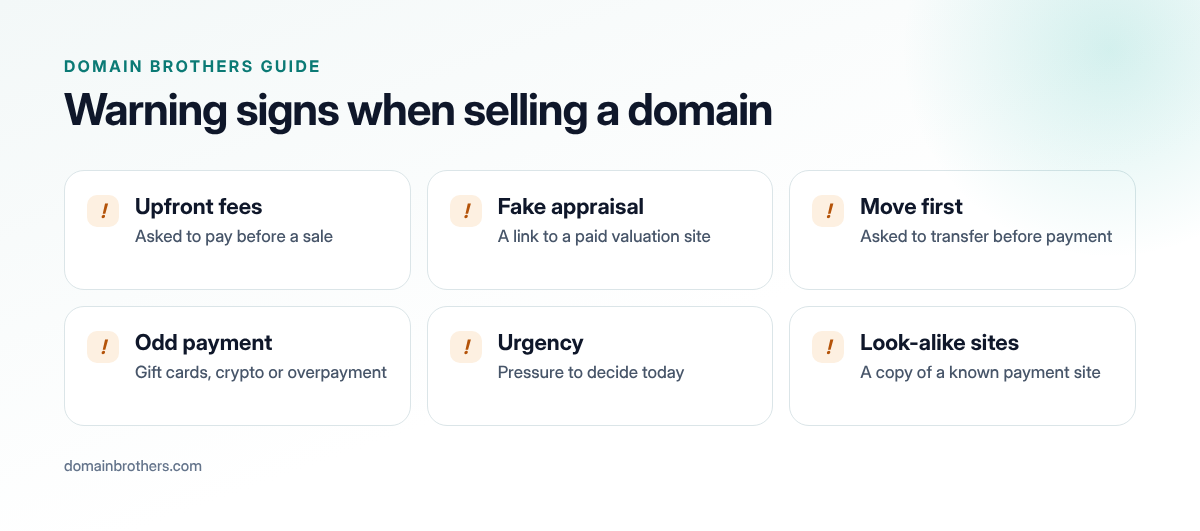 DOMAIN BROTHERS GUIDE
Warning signs when selling a domain
! Upfront fees
Asked to pay before a sale
! Fake appraisal
A link to a paid valuation site
! Move first
Asked to transfer before payment
! Odd payment
Gift cards, crypto or overpayment
! Urgency
Pressure to decide today
! Look-alike sites
A copy of a known payment site
domainbrothers.com